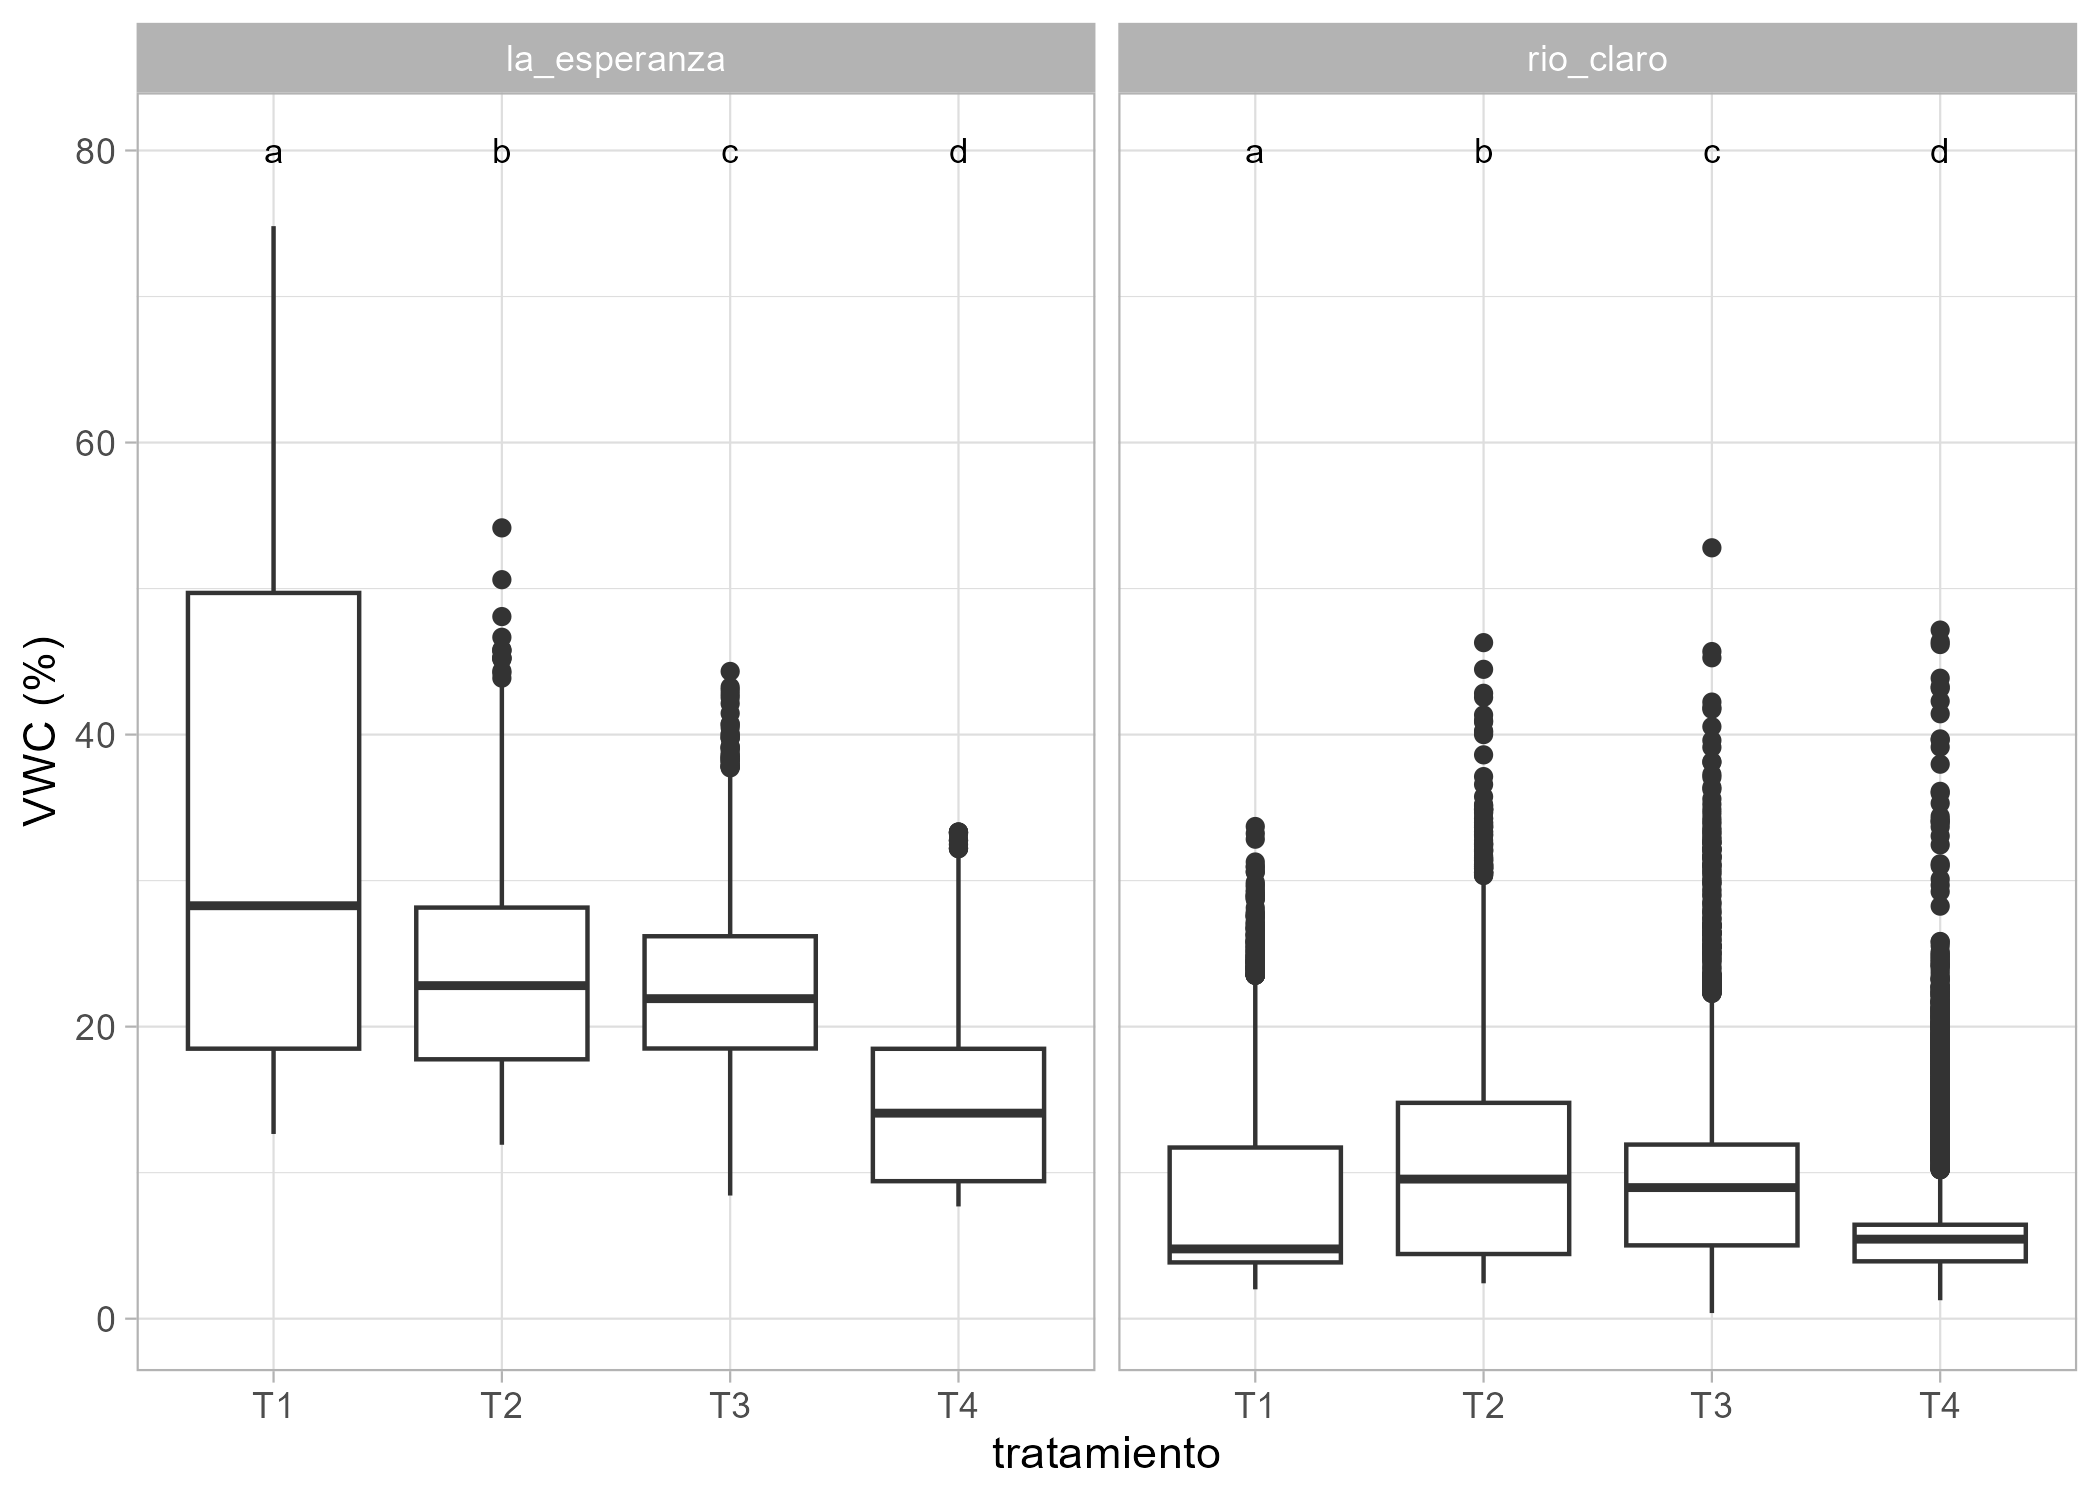 la_esperanza
rio_claro
80
a
b
c
d
a
b
c
d
60
40
20
0
VWC (%)
T1
T2
T3
T4
T1
T2
T3
T4
tratamiento